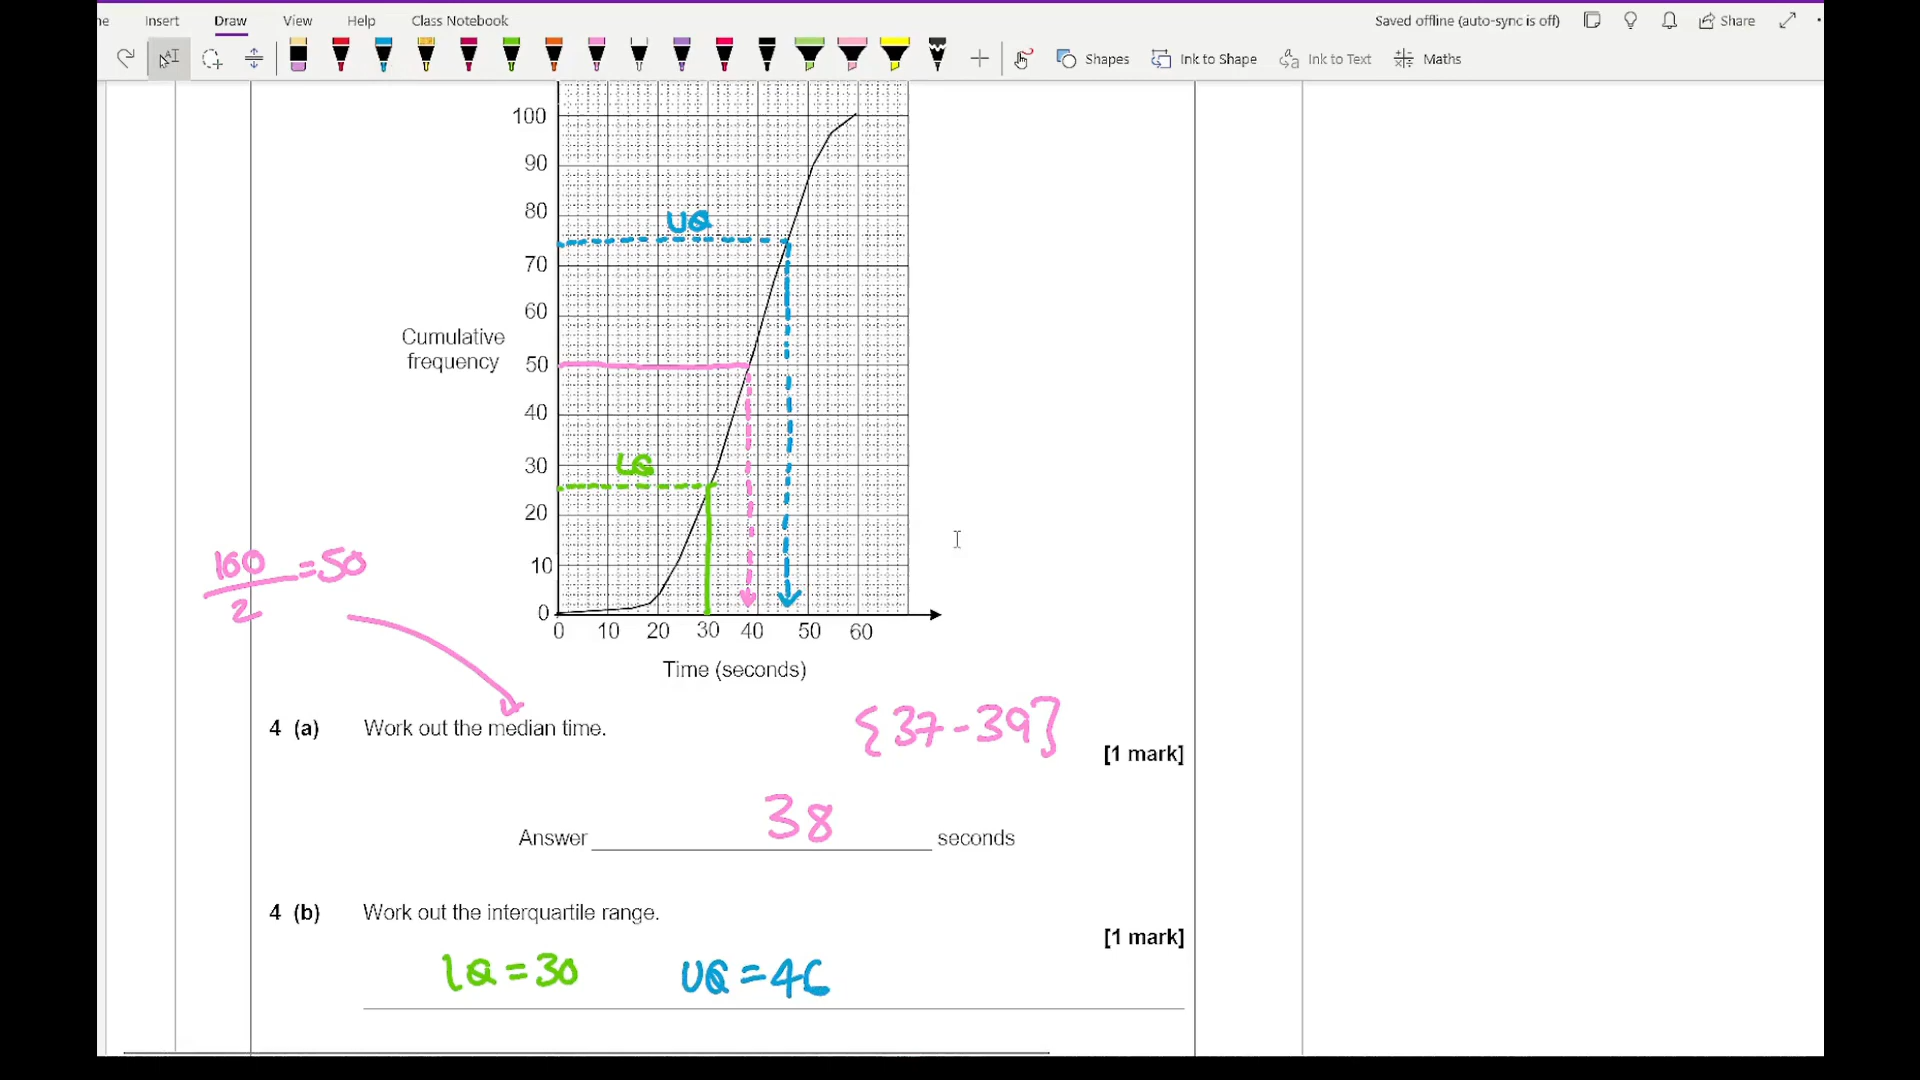 Insert Draw View Help Class Notebook Saved offline (auto-sync is off) Share
Shapes Ink to Shape Ink to Text Maths
100
90
80
70
60
50
40
30
20
10
0
UQ
LQ
Cumulative
frequency
0 10 20 30 40 50 60
Time (seconds)
100/2 = 50
4 (a) Work out the median time.
{37-39}
[1 mark]
Answer 38 seconds
4 (b) Work out the interquartile range.
[1 mark]
LQ = 30 UQ = 46